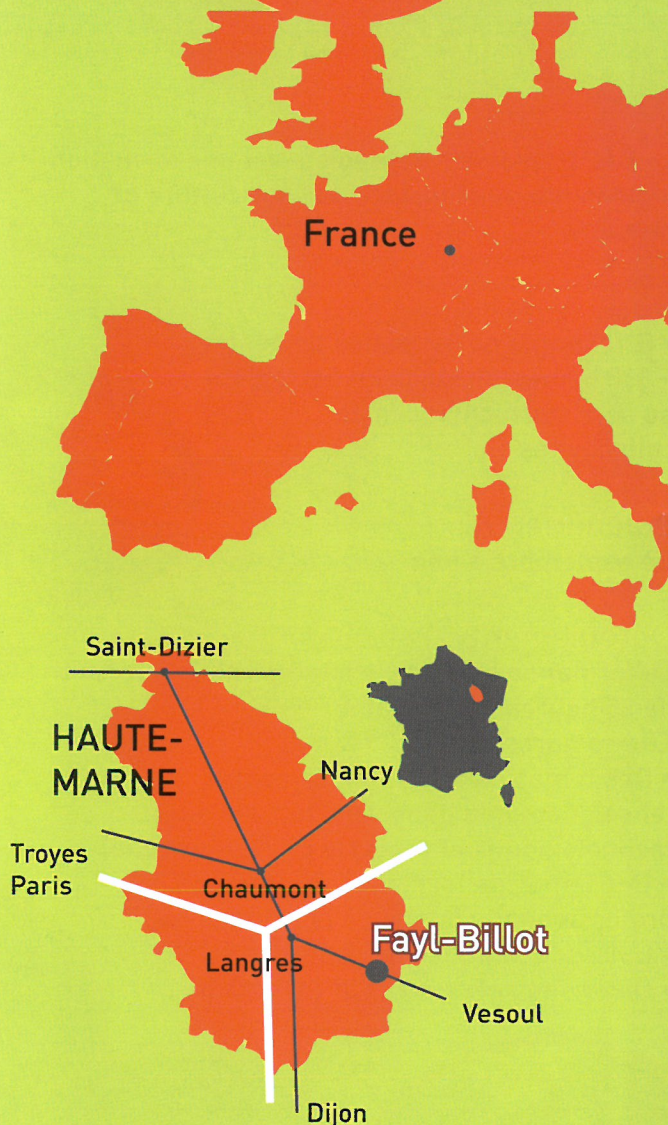 France
Saint-Dizier
HAUTE-
MARNE
Nancy
Troyes
Paris
Chaumont
Fayl-Billot
Langres
Vesoul
Dijon